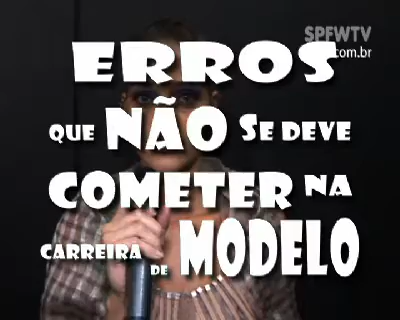 SPFWTV
.com.br
ERROS
QUE NÃO SE DEVE
COMETER NA
CARREIRA DE MODELO